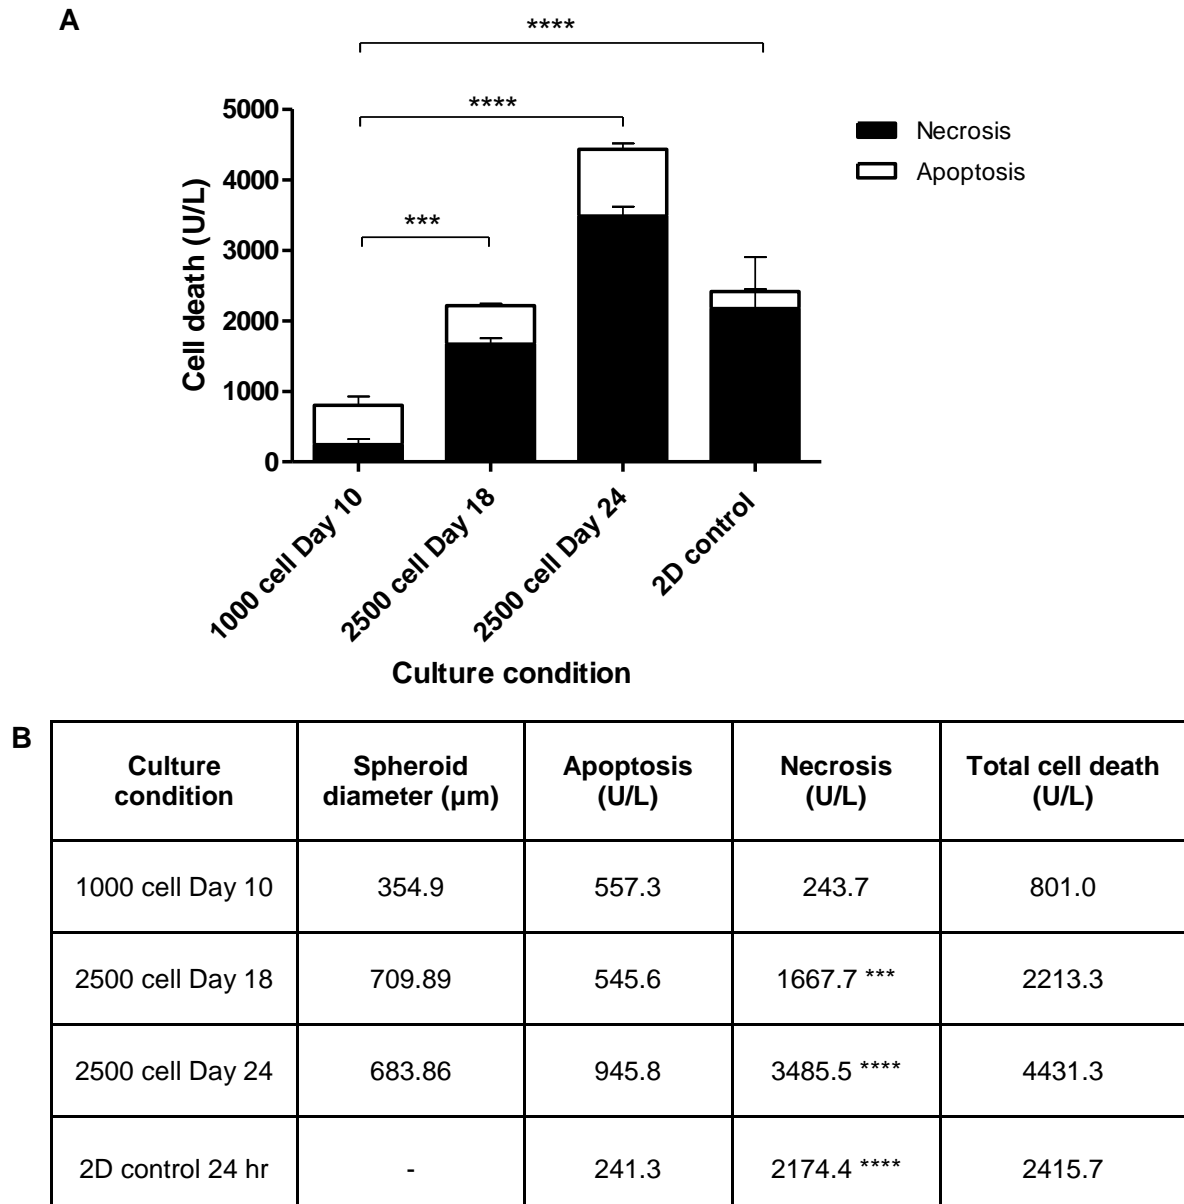 A
****
****
***
5000
4000
3000
2000
1000
0
Cell death (U/L)
Necrosis
Apoptosis
1000 cell Day 10
2500 cell Day 18
2500 cell Day 24
2D control
Culture condition
B
Culture condition
Spheroid diameter (µm)
Apoptosis (U/L)
Necrosis (U/L)
Total cell death (U/L)
1000 cell Day 10 354.9 557.3 243.7 801.0
2500 cell Day 18 709.89 545.6 1667.7 *** 2213.3
2500 cell Day 24 683.86 945.8 3485.5 **** 4431.3
2D control 24 hr - 241.3 2174.4 **** 2415.7